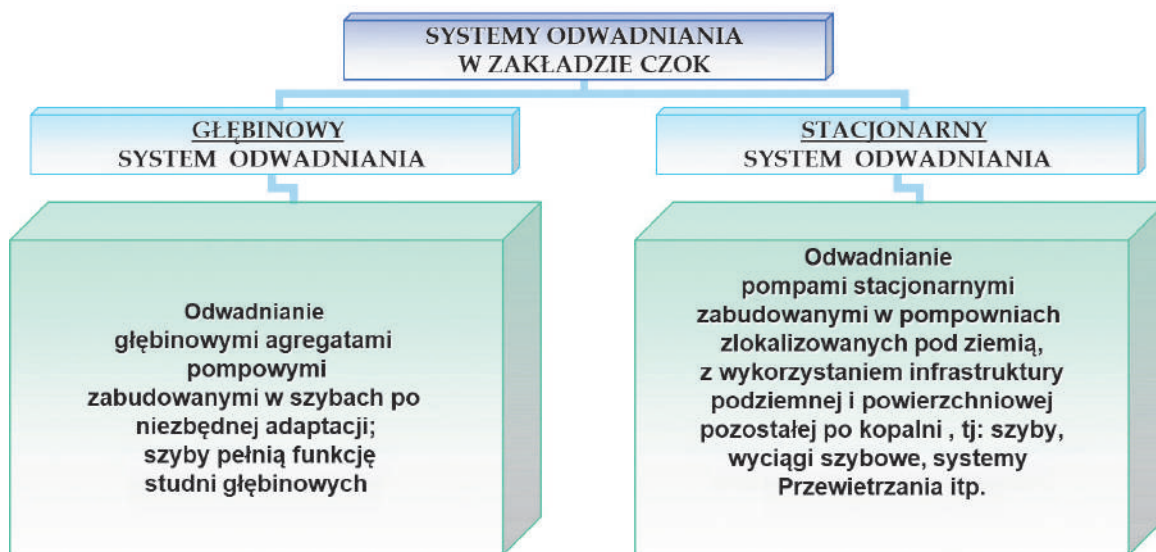 SYSTEMY ODWADNIANIA
W ZAKŁADZIE CZOK
GŁĘBINOWY
SYSTEM ODWADNIANIA
STACJONARNY
SYSTEM ODWADNIANIA
Odwadnianie
głębinowymi agregatami
pompowymi
zabudowanymi w szybach po
niezbędnej adaptacji;
szyby pełnią funkcję
studni głębinowych
Odwadnianie
pompami stacjonarnymi
zabudowanymi w pompowniach
zlokalizowanych pod ziemią,
z wykorzystaniem infrastruktury
podziemnej i powierzchniowej
pozostałej po kopalni , tj: szyby,
wyciągi szybowe, systemy
Przewietrzania itp.